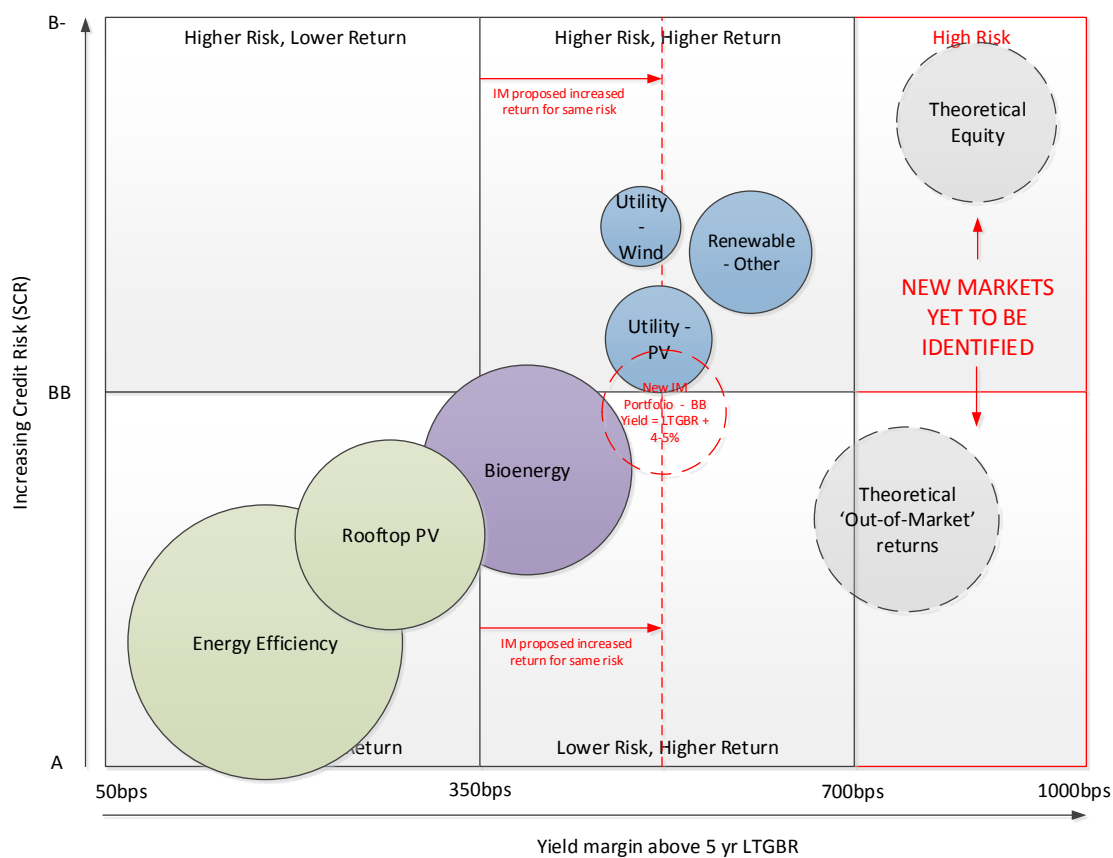 B-
Higher Risk, Lower Return
Higher Risk, Higher Return
High Risk
IM proposed increased
return for same risk
Theoretical
Equity
Utility
-
Wind
Renewable
- Other
NEW MARKETS
YET TO BE
IDENTIFIED
Utility -
PV
Increasing Credit Risk (SCR)
BB
New IM
Portfolio - BB
Yield = LTGBR +
4-5%
Bioenergy
Rooftop PV
Theoretical
‘Out-of-Market’
returns
Energy Efficiency
IM proposed increased
return for same risk
Return
Lower Risk, Higher Return
A
50bps
350bps
700bps
1000bps
Yield margin above 5 yr LTGBR